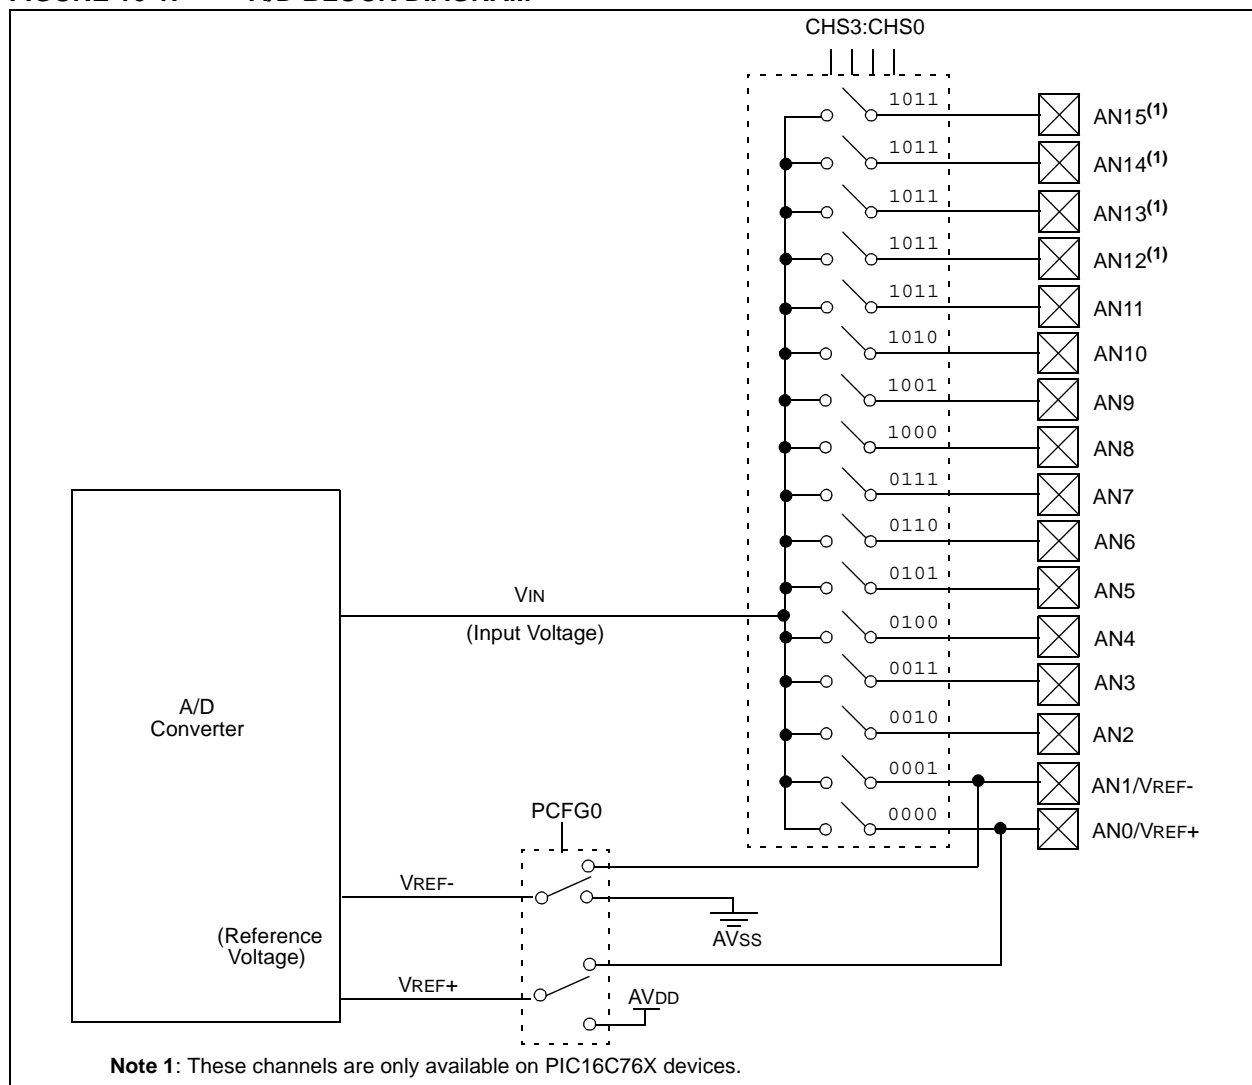 CHS3:CHS0
1011 AN15(1)
1011 AN14(1)
1011 AN13(1)
1011 AN12(1)
1011 AN11
1010 AN10
1001 AN9
1000 AN8
0111 AN7
0110 AN6
0101 AN5
VIN
(Input Voltage)
0100 AN4
0011 AN3
A/D
Converter
0010 AN2
0001 AN1/VREF-
PCFG0
0000 AN0/VREF+
VREF-
(Reference
Voltage)
AVSS
VREF+
AVDD
Note 1: These channels are only available on PIC16C76X devices.